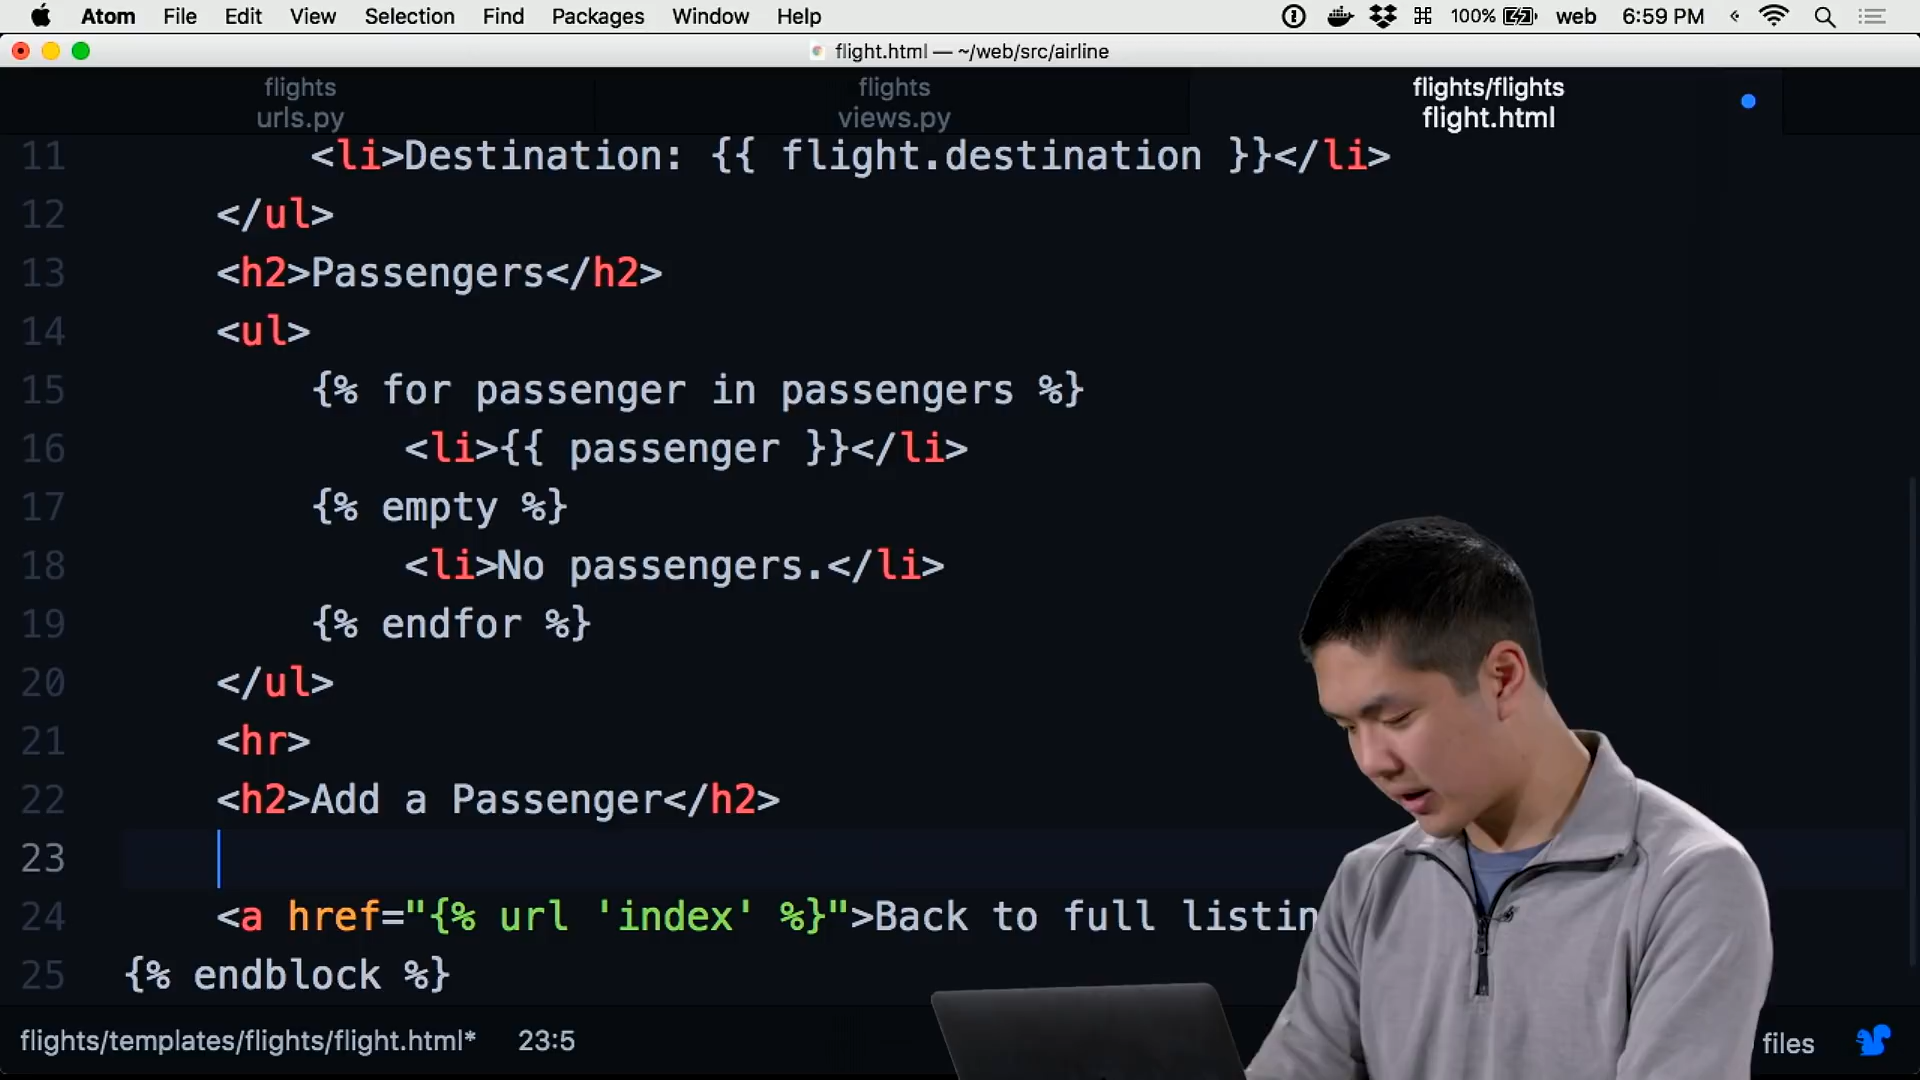 Atom File Edit View Selection Find Packages Window Help 100% web 6:59 PM
flight.html — ~/web/src/airline
flights
urls.py
flights
views.py
flights/flights
flight.html
11 <li>Destination: {{ flight.destination }}</li>
12 </ul>
13 <h2>Passengers</h2>
14 <ul>
15 {% for passenger in passengers %}
16 <li>{{ passenger }}</li>
17 {% empty %}
18 <li>No passengers.</li>
19 {% endfor %}
20 </ul>
21 <hr>
22 <h2>Add a Passenger</h2>
23
24 <a href="{% url 'index' %}">Back to full listin
25 {% endblock %}
flights/templates/flights/flight.html* 23:5 files